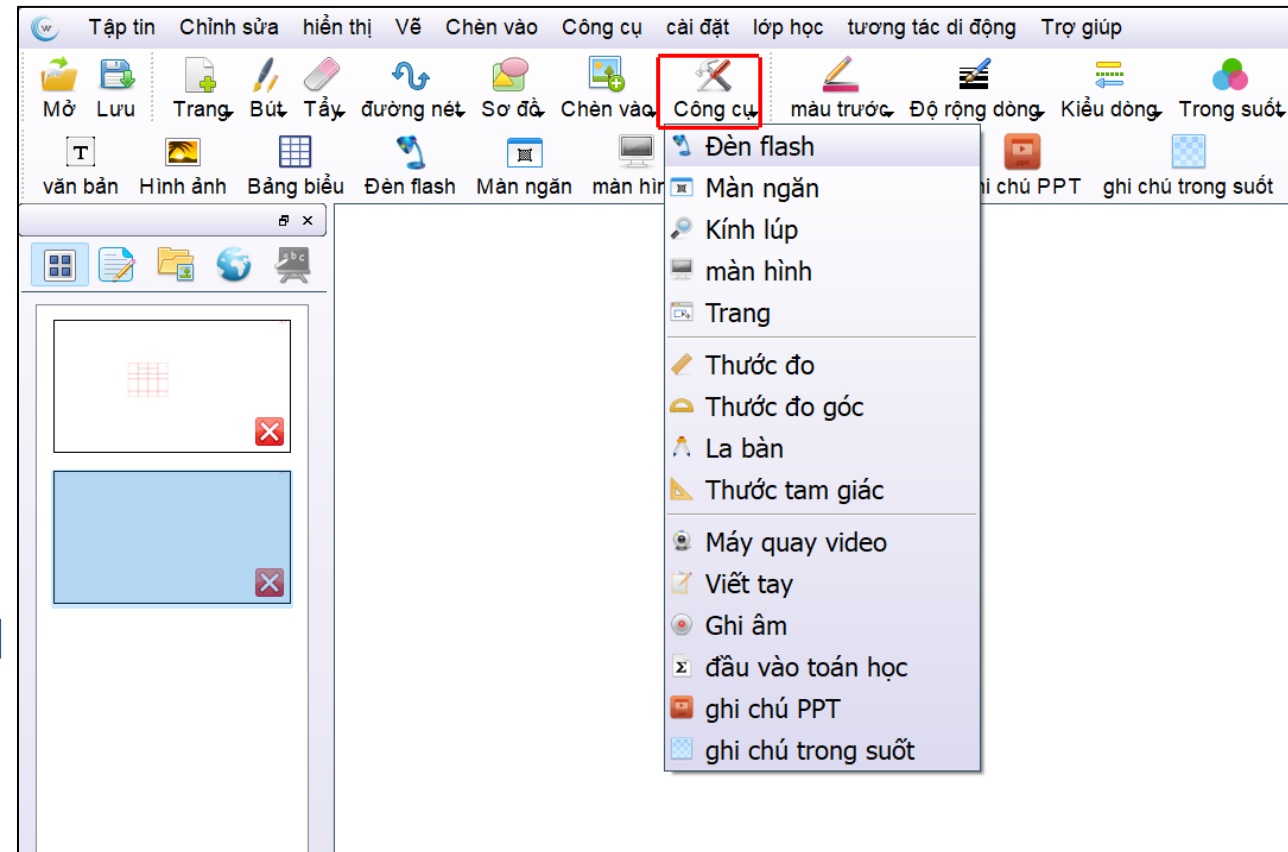 Tập tin Chỉnh sửa hiển thị Vẽ Chèn vào Công cụ cài đặt lớp học tương tác di động Trợ giúp
Mở Lưu Trang Bút Tẩy đường nét Sơ đồ Chèn vào Công cụ màu trước Độ rộng dòng Kiểu dòng Trong suốt
văn bản Hình ảnh Bảng biểu Đèn flash Màn ngăn màn hìn hi chú PPT ghi chú trong suốt
Đèn flash
Màn ngăn
Kính lúp
màn hình
Trang
Thước đo
Thước đo góc
La bàn
Thước tam giác
Máy quay video
Viết tay
Ghi âm
đầu vào toán học
ghi chú PPT
ghi chú trong suốt